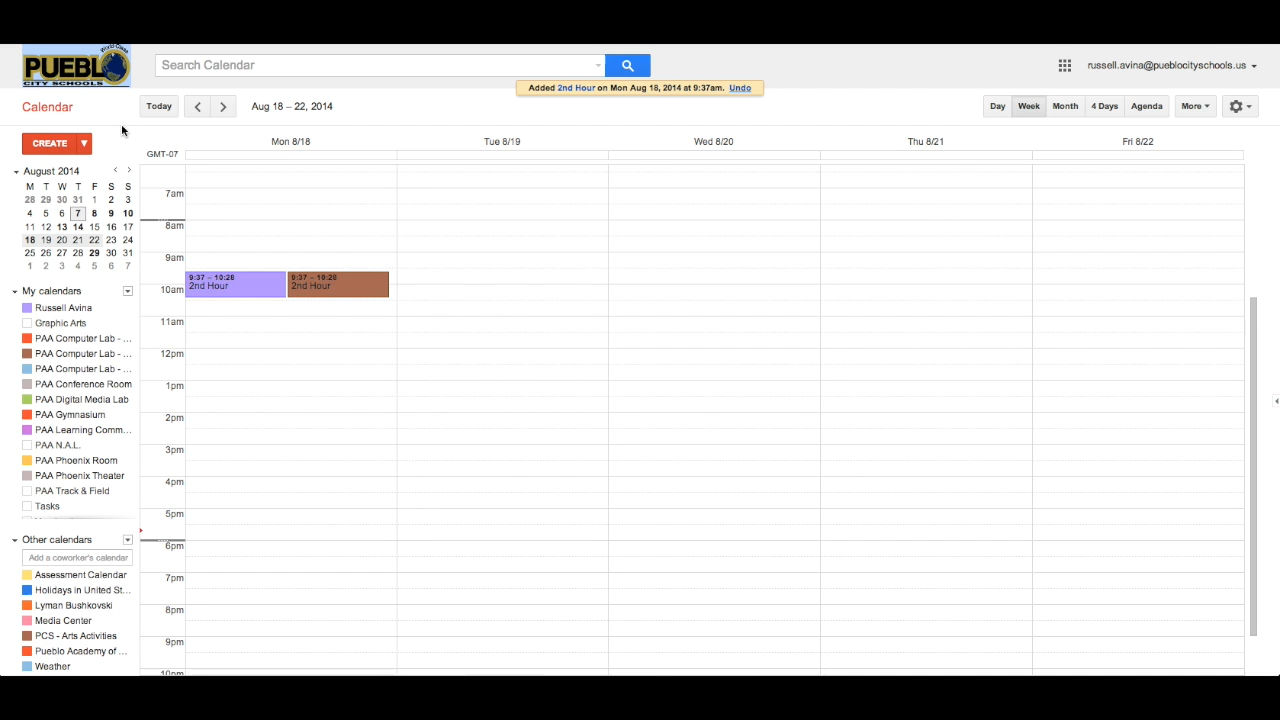 World Class
PUEBLO
CITY SCHOOLS
Search Calendar
russell.avina@pueblocityschools.us
Added 2nd Hour on Mon Aug 18, 2014 at 9:37am. Undo
Calendar
Today
Aug 18 – 22, 2014
Day Week Month 4 Days Agenda More
CREATE
GMT-07
Mon 8/18 Tue 8/19 Wed 8/20 Thu 8/21 Fri 8/22
August 2014
M T W T F S S
28 29 30 31 1 2 3
4 5 6 7 8 9 10
11 12 13 14 15 16 17
18 19 20 21 22 23 24
25 26 27 28 29 30 31
1 2 3 4 5 6 7
My calendars
Russell Avina
Graphic Arts
PAA Computer Lab - ...
PAA Computer Lab - ...
PAA Computer Lab - ...
PAA Conference Room
PAA Digital Media Lab
PAA Gymnasium
PAA Learning Comm...
PAA N.A.L.
PAA Phoenix Room
PAA Phoenix Theater
PAA Track & Field
Tasks
Other calendars
Add a coworker's calendar
Assessment Calendar
Holidays in United St...
Lyman Bushkovski
Media Center
PCS - Arts Activities
Pueblo Academy of ...
Weather
7am
8am
9am
9:37 – 10:28
2nd Hour
9:37 – 10:28
2nd Hour
10am
11am
12pm
1pm
2pm
3pm
4pm
5pm
6pm
7pm
8pm
9pm
10pm